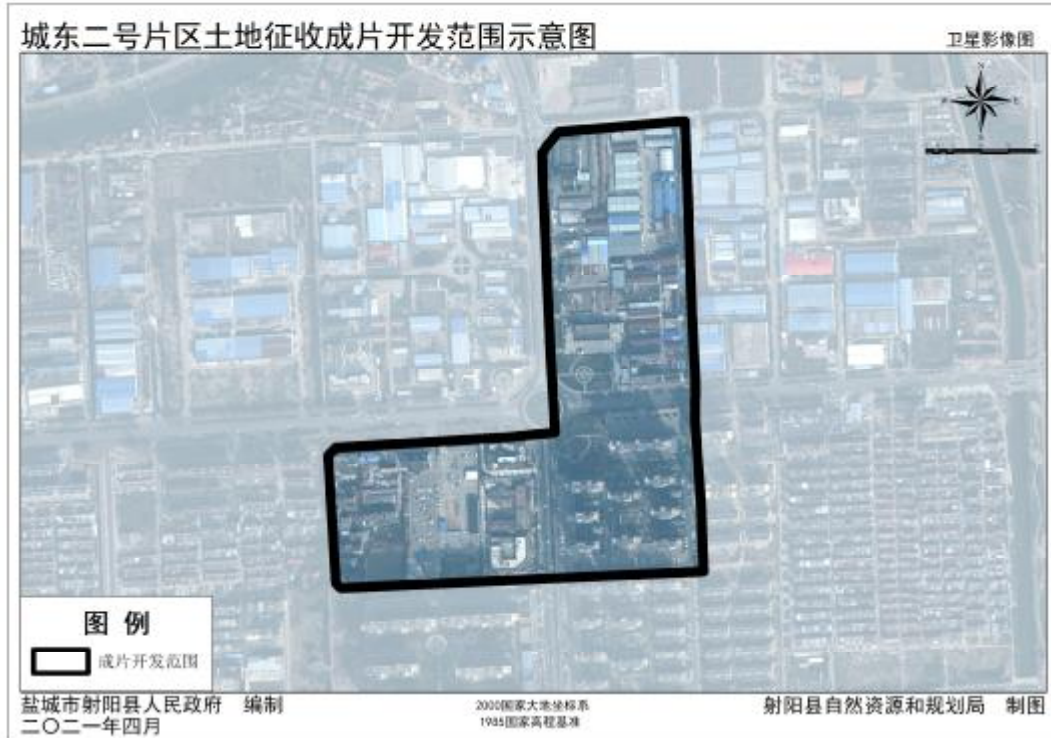 城东二号片区土地征收成片开发范围示意图
卫星影像图
N
图 例
成片开发范围
盐城市射阳县人民政府 编制
二〇二一年四月
2000国家大地坐标系
1985国家高程基准
射阳县自然资源和规划局 制图